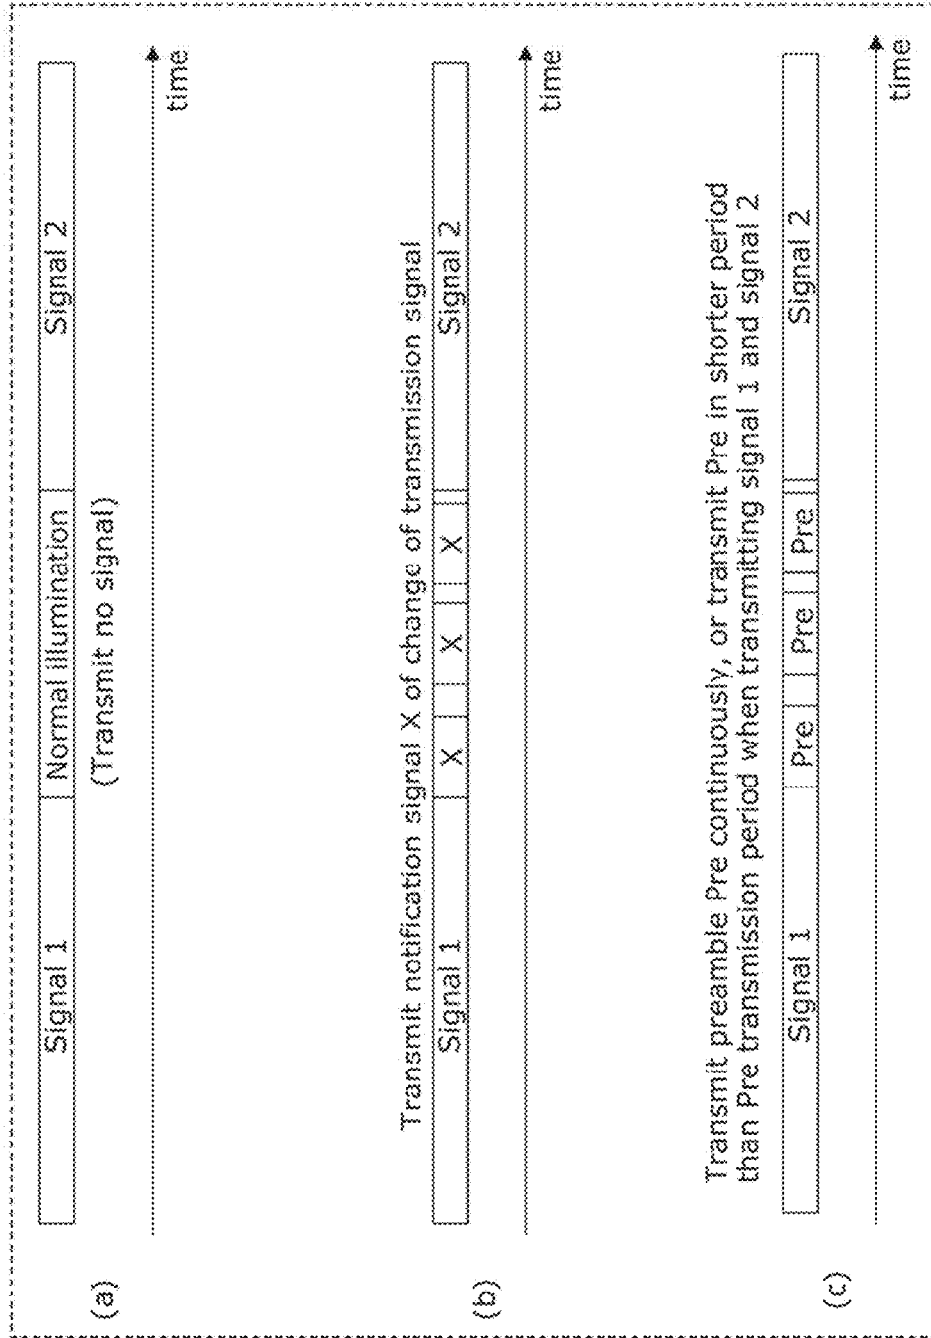 (a)
Signal 1
Normal illumination
Signal 2
(Transmit no signal)
time
(b)
Transmit notification signal X of change of transmission signal
Signal 1
X
X
X
Signal 2
time
(c)
Transmit preamble Pre continuously, or transmit Pre in shorter period
than Pre transmission period when transmitting signal 1 and signal 2
Signal 1
Pre
Pre
Pre
Signal 2
time